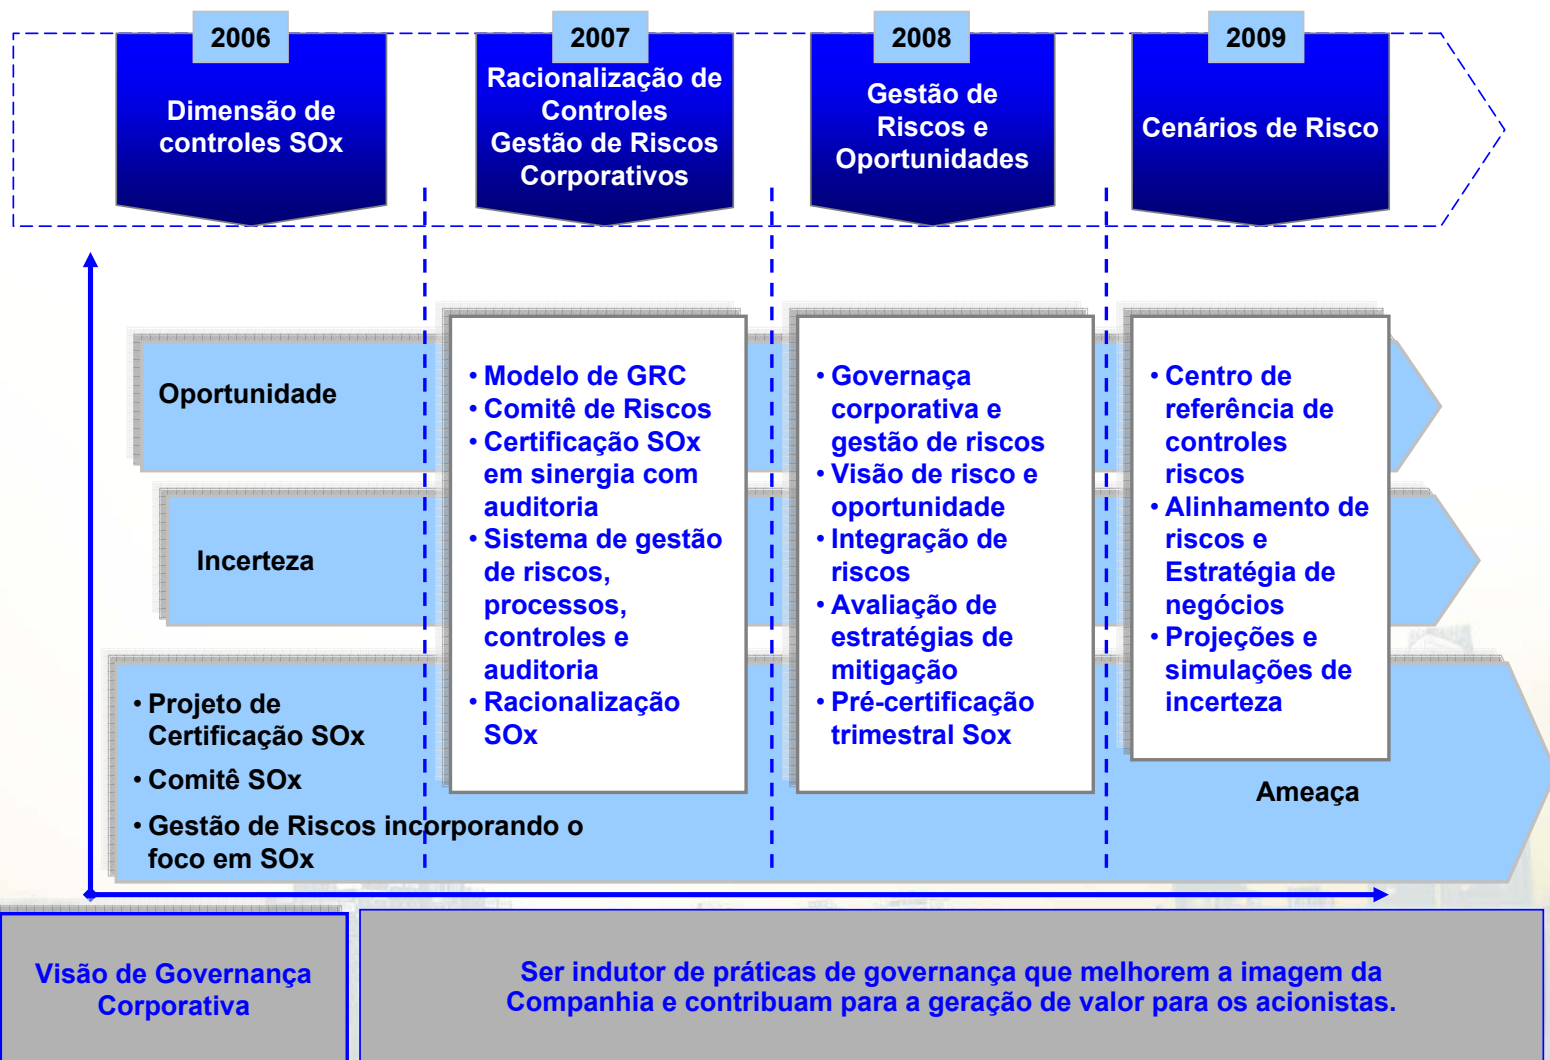 2006
Dimensão de
controles SOx
2007
Racionalização de
Controles
Gestão de Riscos
Corporativos
2008
Gestão de
Riscos e
Oportunidades
2009
Cenários de Risco
Oportunidade
Incerteza
• Projeto de
Certificação SOx
• Comitê SOx
• Gestão de Riscos incorporando o
foco em SOx
• Modelo de GRC
• Comitê de Riscos
• Certificação SOx
em sinergia com
auditoria
• Sistema de gestão
de riscos,
processos,
controles e
auditoria
• Racionalização
SOx
• Governaça
corporativa e
gestão de riscos
• Visão de risco e
oportunidade
• Integração de
riscos
• Avaliação de
estratégias de
mitigação
• Pré-certificação
trimestral Sox
• Centro de
referência de
controles
riscos
• Alinhamento de
riscos e
Estratégia de
negócios
• Projeções e
simulações de
incerteza
Ameaça
Visão de Governança
Corporativa
Ser indutor de práticas de governança que melhorem a imagem da
Companhia e contribuam para a geração de valor para os acionistas.